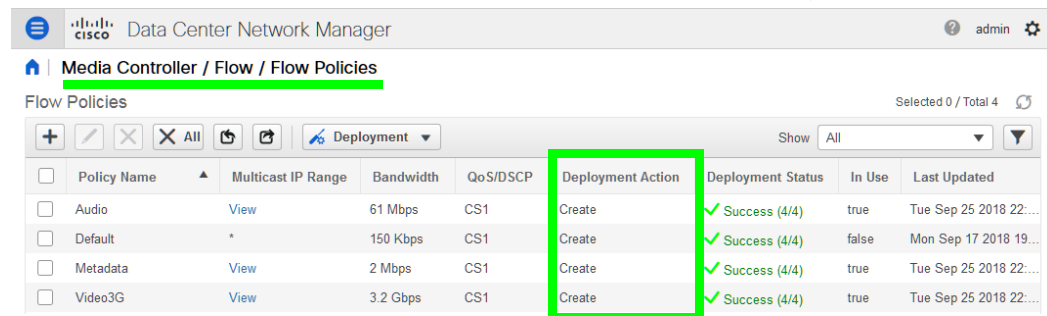 cisco Data Center Network Manager admin
Media Controller / Flow / Flow Policies
Flow Policies Selected 0 / Total 4
All Deployment Show All
Policy Name Multicast IP Range Bandwidth QoS/DSCP Deployment Action Deployment Status In Use Last Updated
Audio View 61 Mbps CS1 Create Success (4/4) true Tue Sep 25 2018 22:...
Default * 150 Kbps CS1 Create Success (4/4) false Mon Sep 17 2018 19...
Metadata View 2 Mbps CS1 Create Success (4/4) true Tue Sep 25 2018 22:...
Video3G View 3.2 Gbps CS1 Create Success (4/4) true Tue Sep 25 2018 22:...